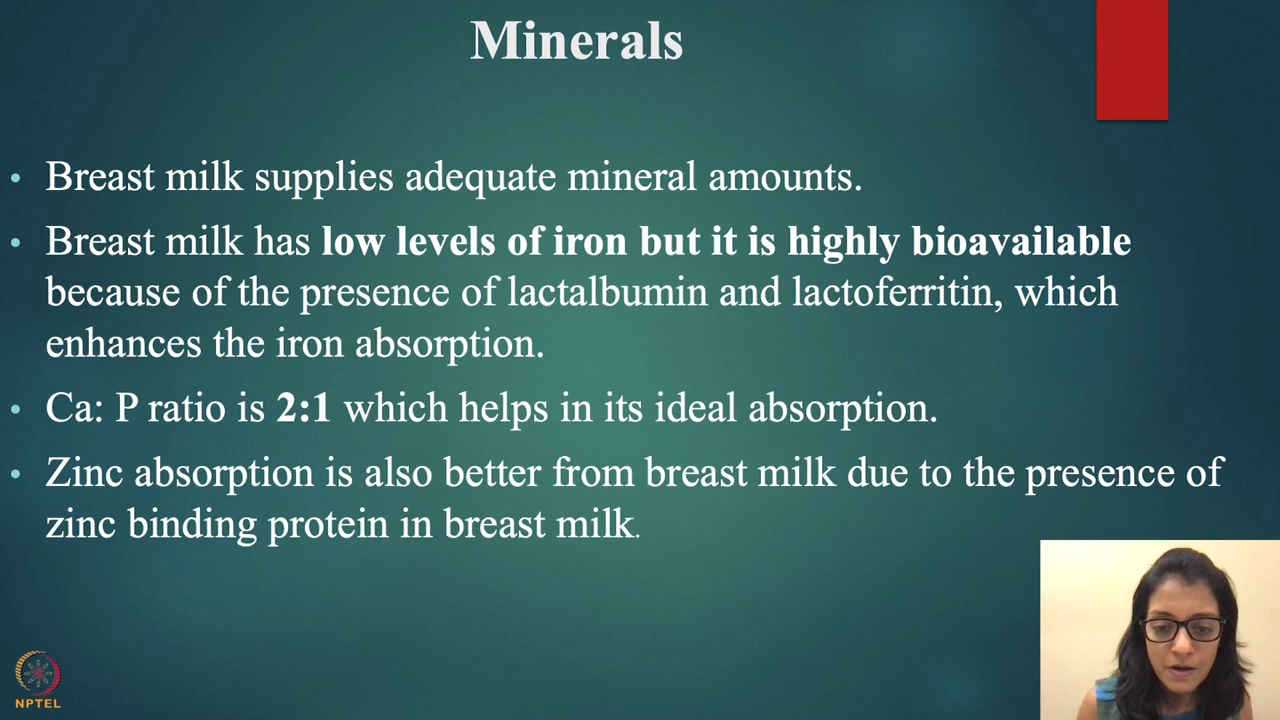 Minerals
• Breast milk supplies adequate mineral amounts.
• Breast milk has low levels of iron but it is highly bioavailable
because of the presence of lactalbumin and lactoferritin, which
enhances the iron absorption.
• Ca: P ratio is 2:1 which helps in its ideal absorption.
• Zinc absorption is also better from breast milk due to the presence of
zinc binding protein in breast milk.
NPTEL